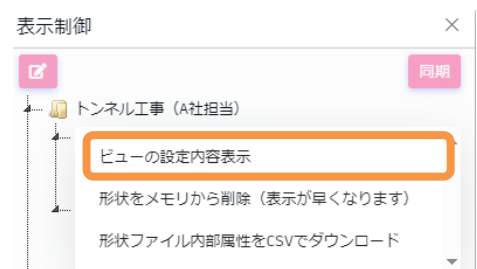 表示制御
同期
トンネル工事（A社担当）
ビューの設定内容表示
形状をメモリから削除（表示が早くなります）
形状ファイル内部属性をCSVでダウンロード